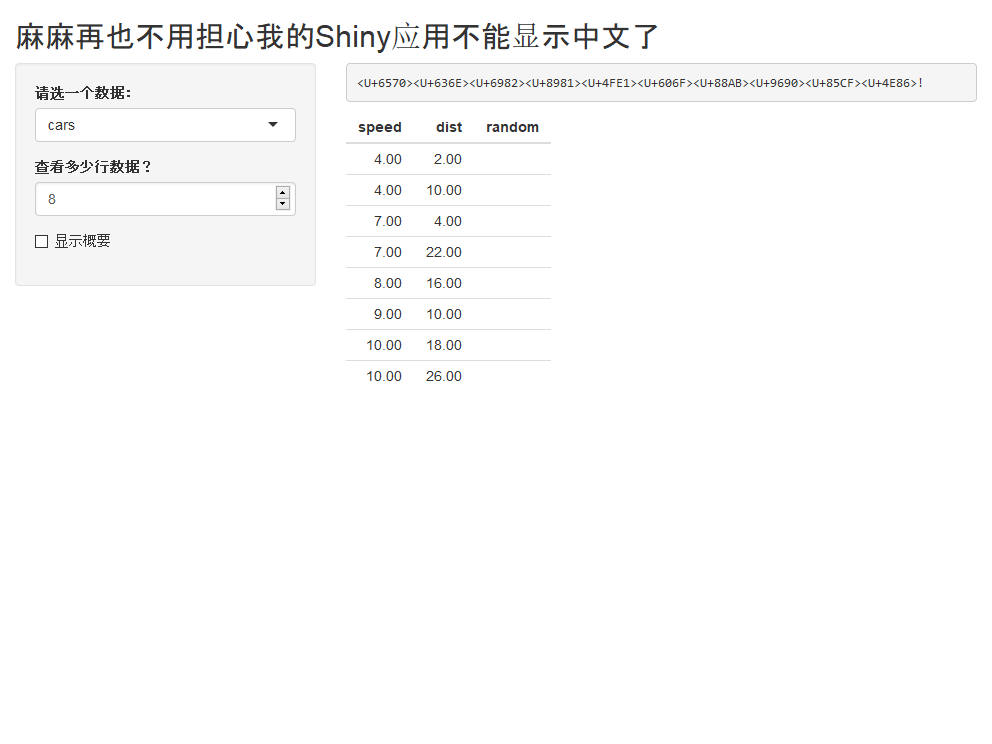 麻麻再也不用担心我的Shiny应用不能显示中文了
请选一个数据:
cars
查看多少行数据？
8
显示概要
<U+6570><U+636E><U+6982><U+8981><U+4FE1><U+606F><U+88AB><U+9690><U+85CF><U+4E86>!
speed dist random
4.00 2.00
4.00 10.00
7.00 4.00
7.00 22.00
8.00 16.00
9.00 10.00
10.00 18.00
10.00 26.00